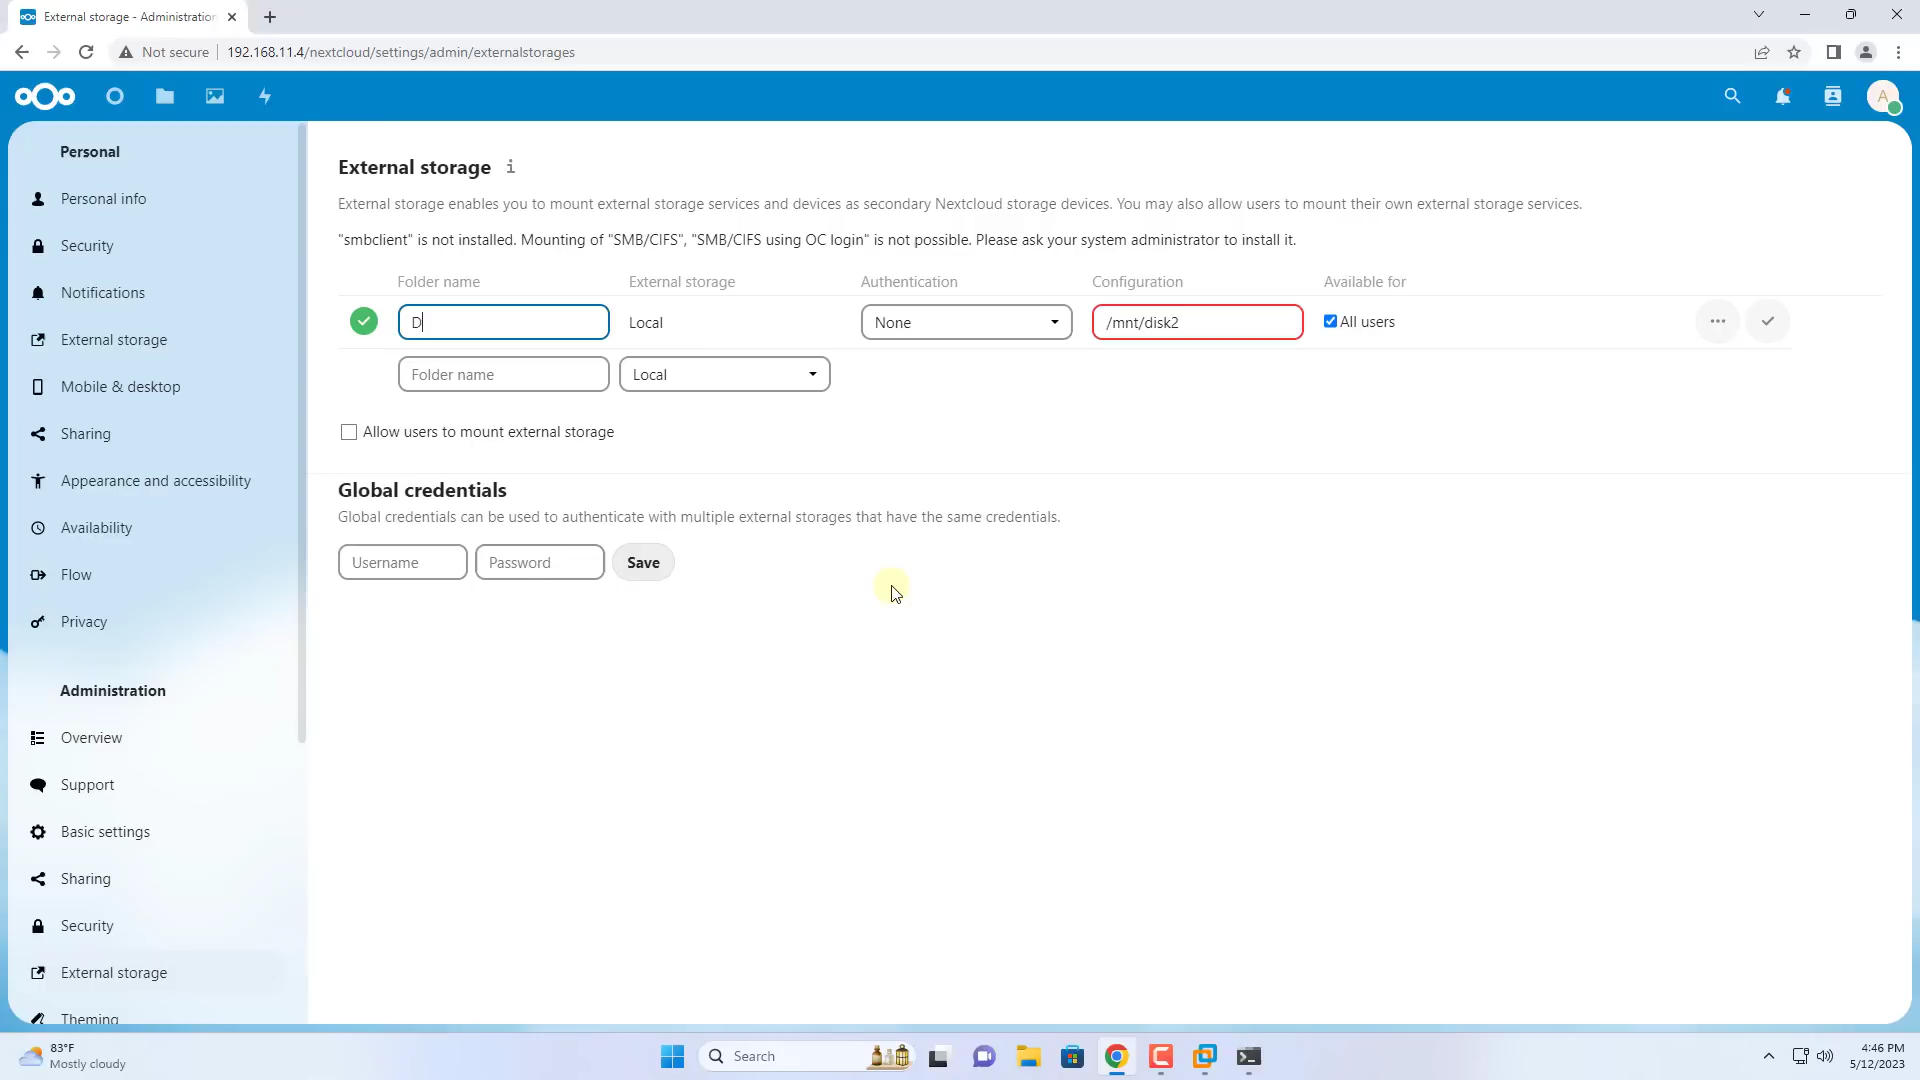 External storage - Administration
Not secure
192.168.11.4/nextcloud/settings/admin/externalstorages
A
Personal
Personal info
Security
Notifications
External storage
Mobile & desktop
Sharing
Appearance and accessibility
Availability
Flow
Privacy
Administration
Overview
Support
Basic settings
Sharing
Security
External storage
Theming
External storage i
External storage enables you to mount external storage services and devices as secondary Nextcloud storage devices. You may also allow users to mount their own external storage services.
"smbclient" is not installed. Mounting of "SMB/CIFS", "SMB/CIFS using OC login" is not possible. Please ask your system administrator to install it.
Folder name External storage Authentication Configuration Available for
D Local None /mnt/disk2 All users
Folder name Local
Allow users to mount external storage
Global credentials
Global credentials can be used to authenticate with multiple external storages that have the same credentials.
Username Password Save
83°F
Mostly cloudy
Search
4:46 PM
5/12/2023